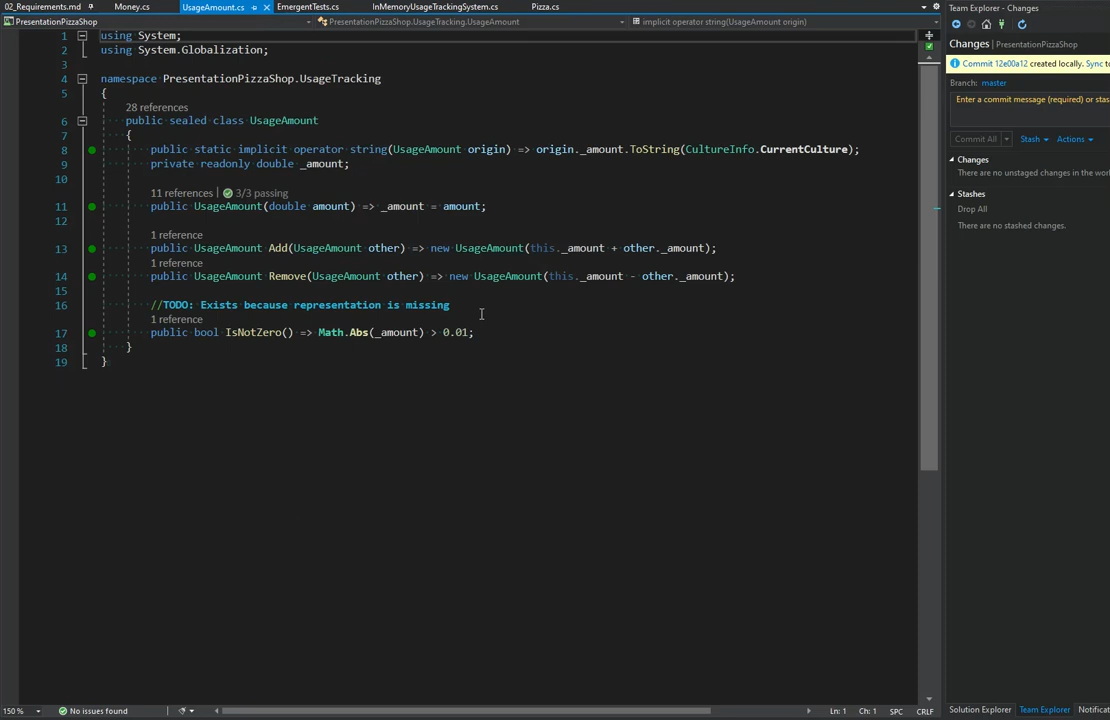 02_Requirements.md Money.cs UsageAmount.cs EmergentTests.cs InMemoryUsageTrackingSystem.cs Pizza.cs
PresentationPizzaShop PresentationPizzaShop.UsageTracking.UsageAmount implicit operator string(UsageAmount origin)
1 using System;
2 using System.Globalization;
3
4 namespace PresentationPizzaShop.UsageTracking
5 {
28 references
6 public sealed class UsageAmount
7 {
8 public static implicit operator string(UsageAmount origin) => origin._amount.ToString(CultureInfo.CurrentCulture);
9 private readonly double _amount;
10
11 references | 3/3 passing
11 public UsageAmount(double amount) => _amount = amount;
12
1 reference
13 public UsageAmount Add(UsageAmount other) => new UsageAmount(this._amount + other._amount);
1 reference
14 public UsageAmount Remove(UsageAmount other) => new UsageAmount(this._amount - other._amount);
15
16 //TODO: Exists because representation is missing
1 reference
17 public bool IsNotZero() => Math.Abs(_amount) > 0.01;
18 }
19 }
150 % No issues found Ln: 1 Ch: 1 SPC CRLF
Team Explorer - Changes
Changes | PresentationPizzaShop
Commit 12e00a12 created locally. Sync to
Branch: master
Enter a commit message (required) or stas
Commit All Stash Actions
Changes
There are no unstaged changes in the work
Stashes
Drop All
There are no stashed changes.
Solution Explorer Team Explorer Notificat